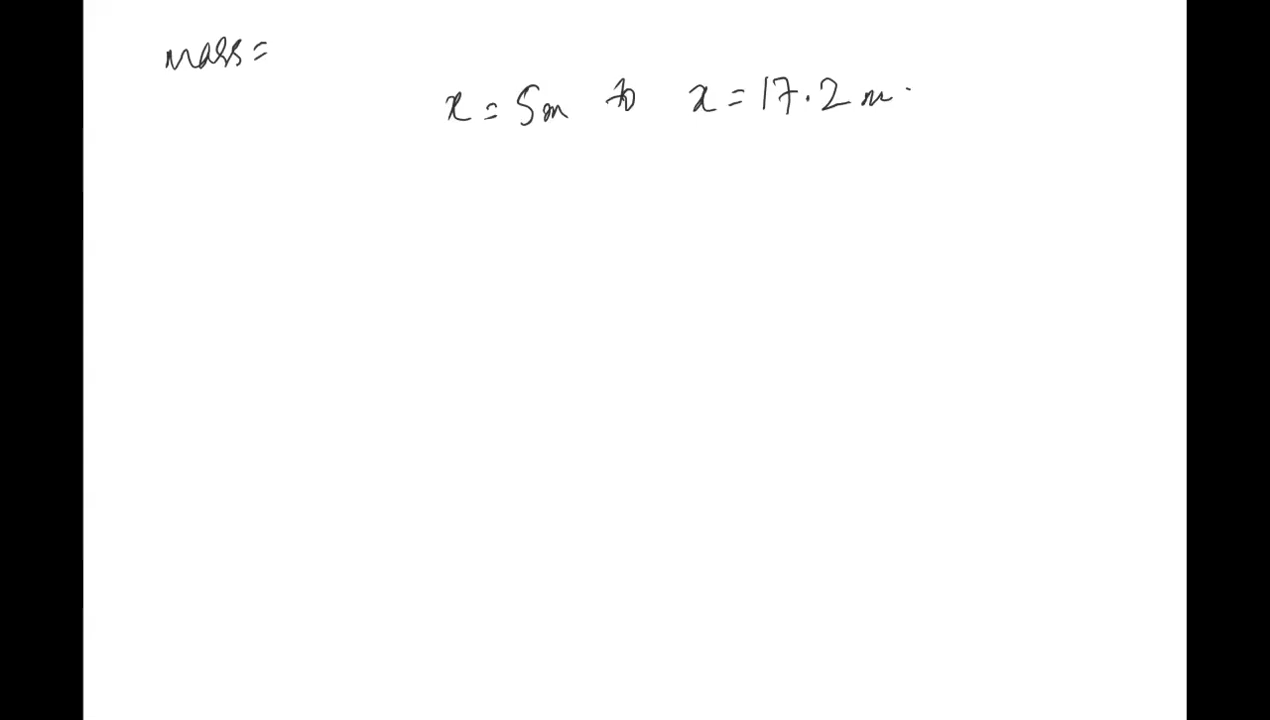 mass =
x = 5m to x = 17.2 m.